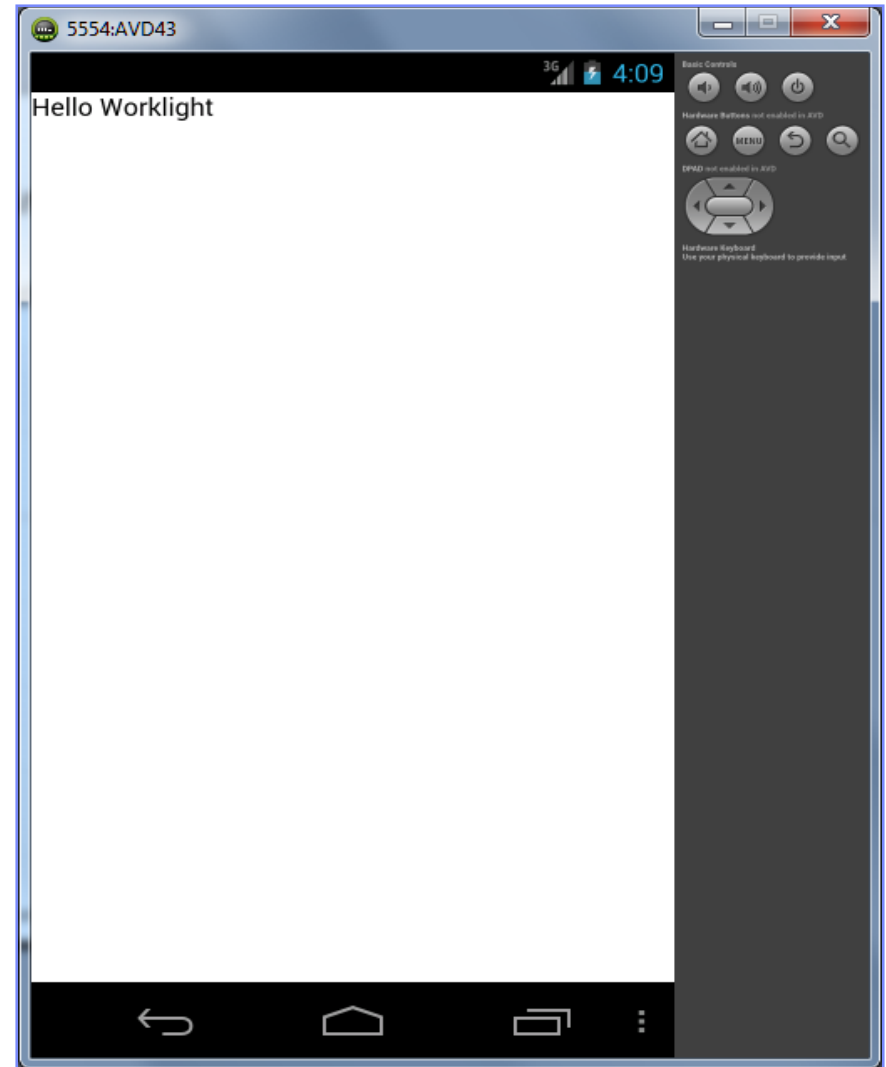 5554:AVD43
3G 4:09
Hello Worklight
Basic Controls
Hardware Buttons not enabled in AVD
MENU
DPAD not enabled in AVD
Hardware Keyboard
Use your physical keyboard to provide input